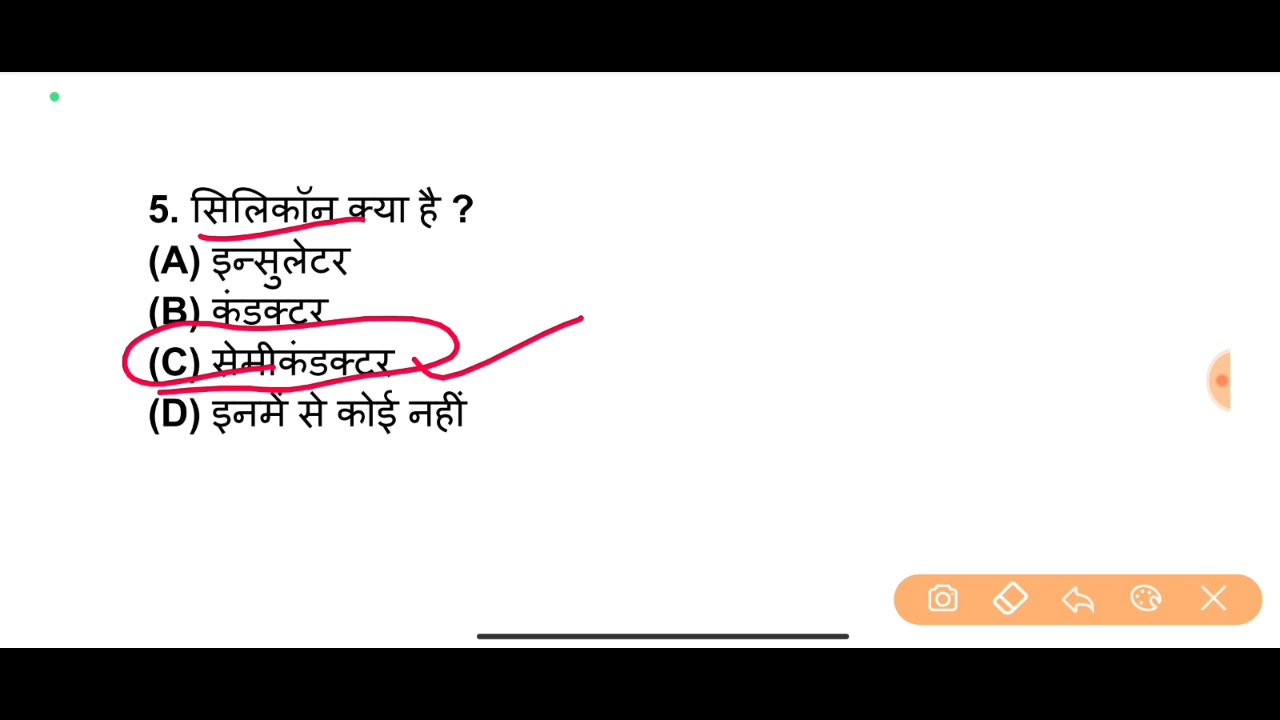 5. सिलिकॉन क्या है ?
(A) इन्सुलेटर
(B) कंडक्टर
(C) सेमीकंडक्टर
(D) इनमें से कोई नहीं